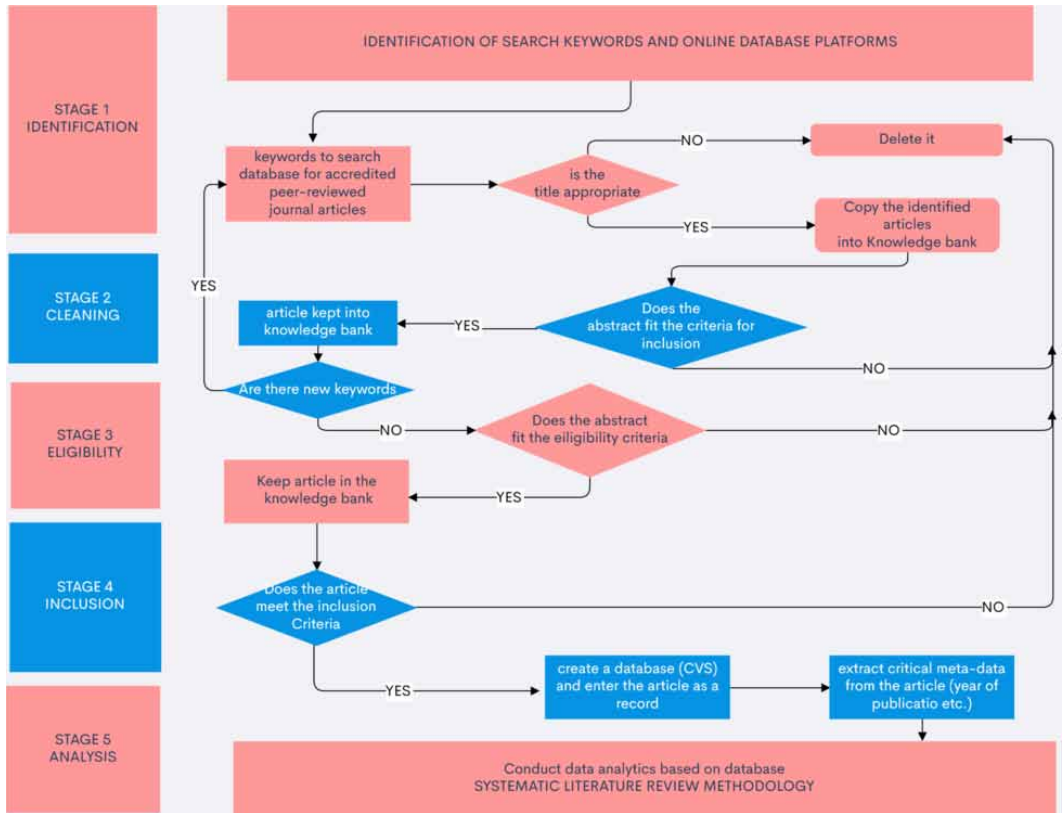 IDENTIFICATION OF SEARCH KEYWORDS AND ONLINE DATABASE PLATFORMS
STAGE 1
IDENTIFICATION
keywords to search
database for accredited
peer-reviewed
journal articles
is the
title appropriate
NO
Delete it
YES
Copy the identified
articles
into Knowledge bank
STAGE 2
CLEANING
YES
article kept into
knowledge bank
YES
Does the
abstract fit the criteria for
inclusion
NO
Are there new keywords
STAGE 3
ELIGIBILITY
NO
Does the abstract
fit the eiligibility criteria
NO
Keep article in the
knowledge bank
YES
STAGE 4
INCLUSION
Does the article
meet the inclusion
Criteria
NO
YES
create a database (CVS)
and enter the article as a
record
extract critical meta-data
from the article (year of
publicatio etc.)
STAGE 5
ANALYSIS
Conduct data analytics based on database
SYSTEMATIC LITERATURE REVIEW METHODOLOGY